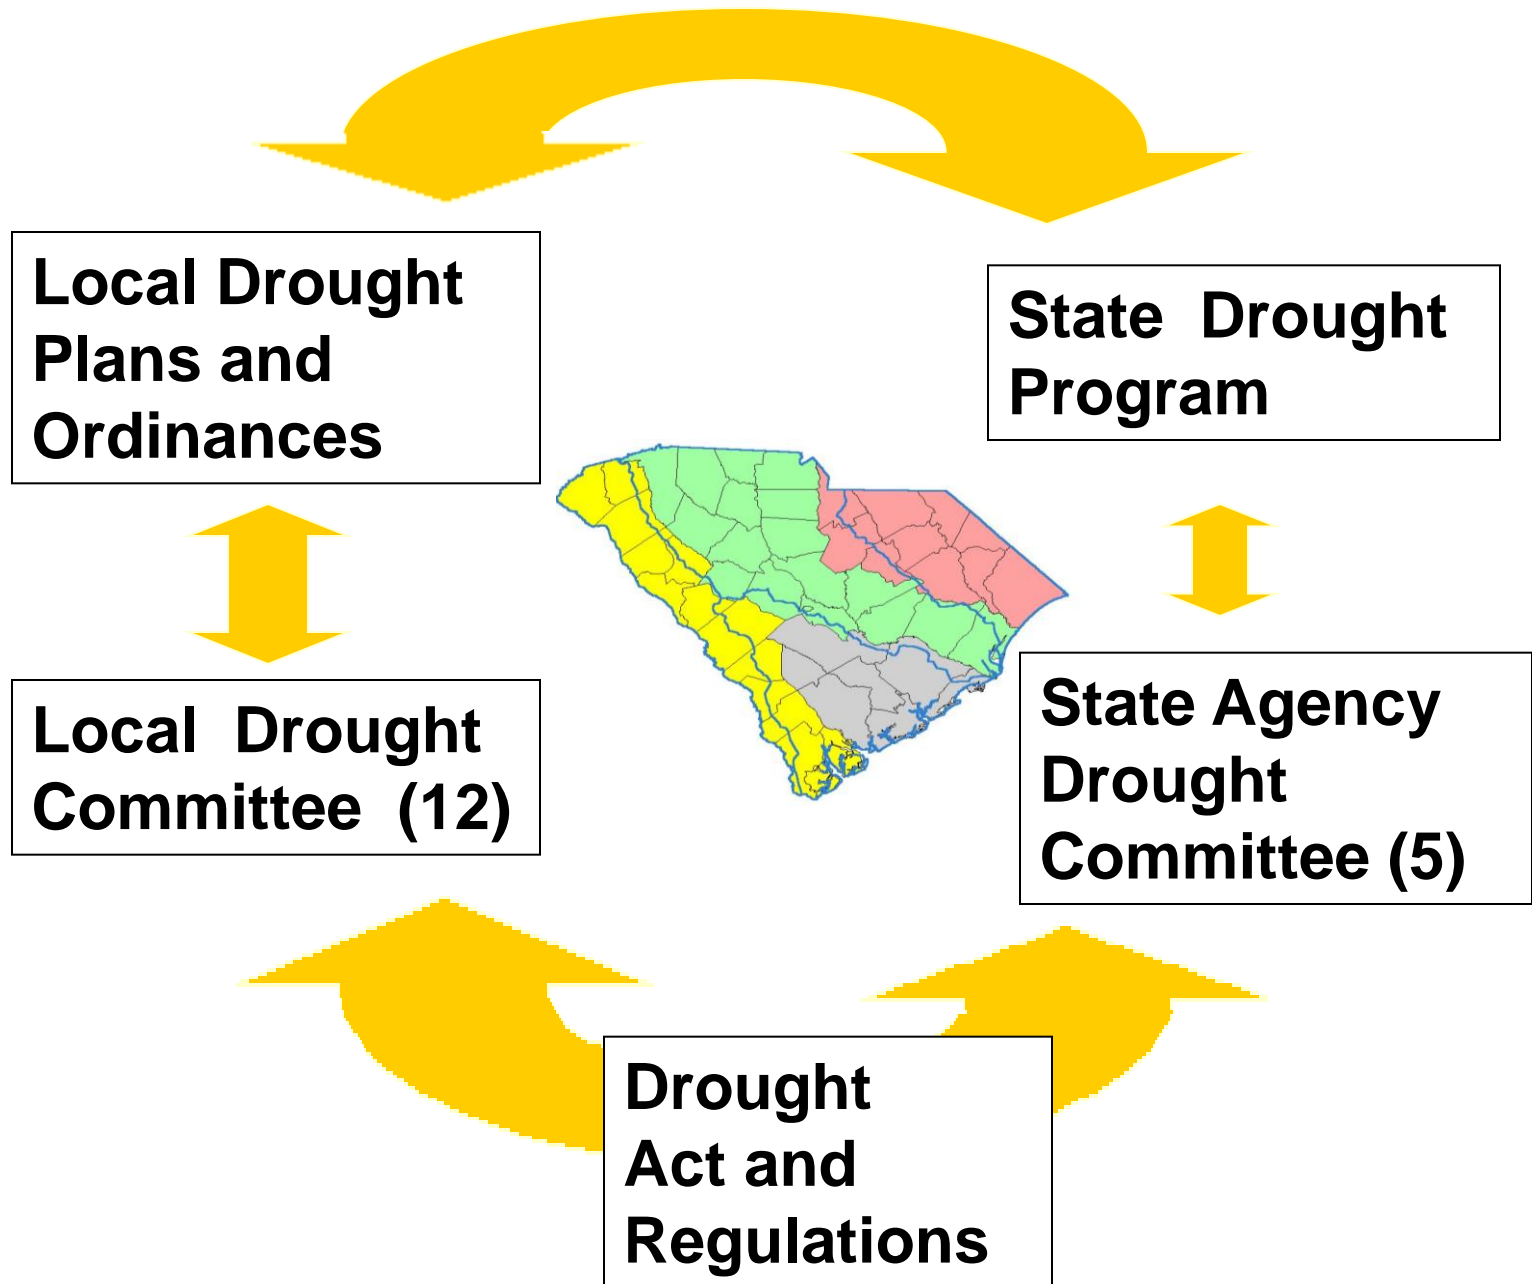 Local Drought
Plans and
Ordinances
State Drought
Program
Local Drought
Committee (12)
State Agency
Drought
Committee (5)
Drought
Act and
Regulations